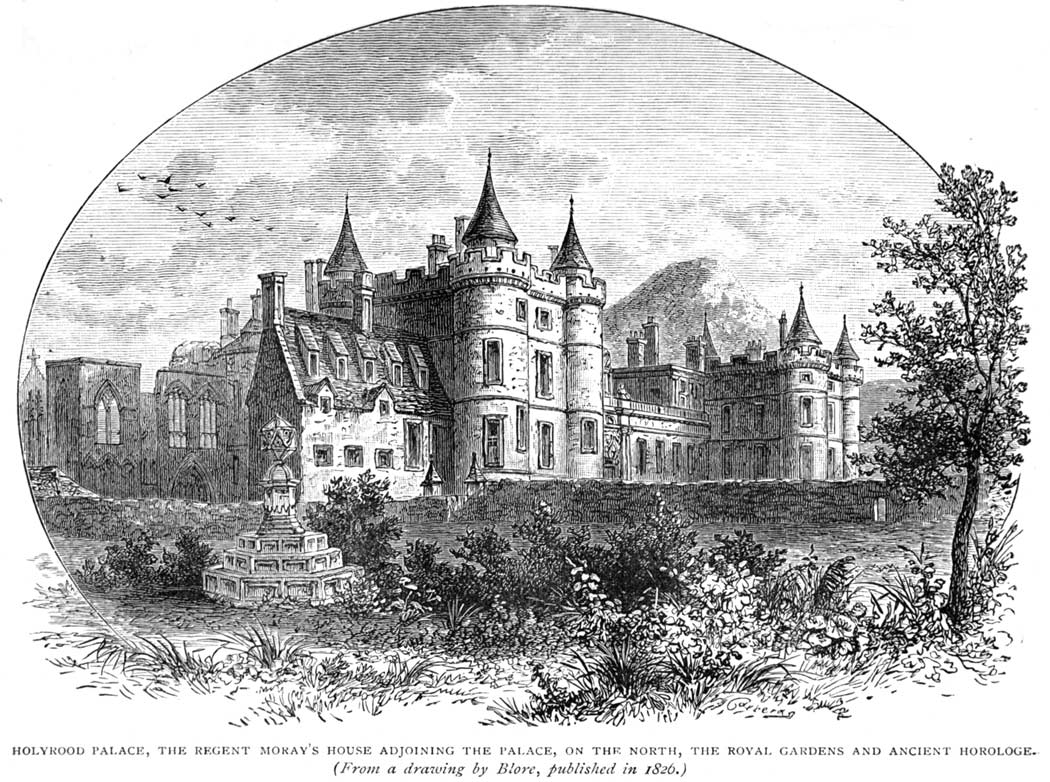 HOLYROOD PALACE, THE REGENT MORAY'S HOUSE ADJOINING THE PALACE, ON THE NORTH, THE ROYAL GARDENS AND ANCIENT HOROLOGE.
(From a drawing by Blore, published in 1826.)